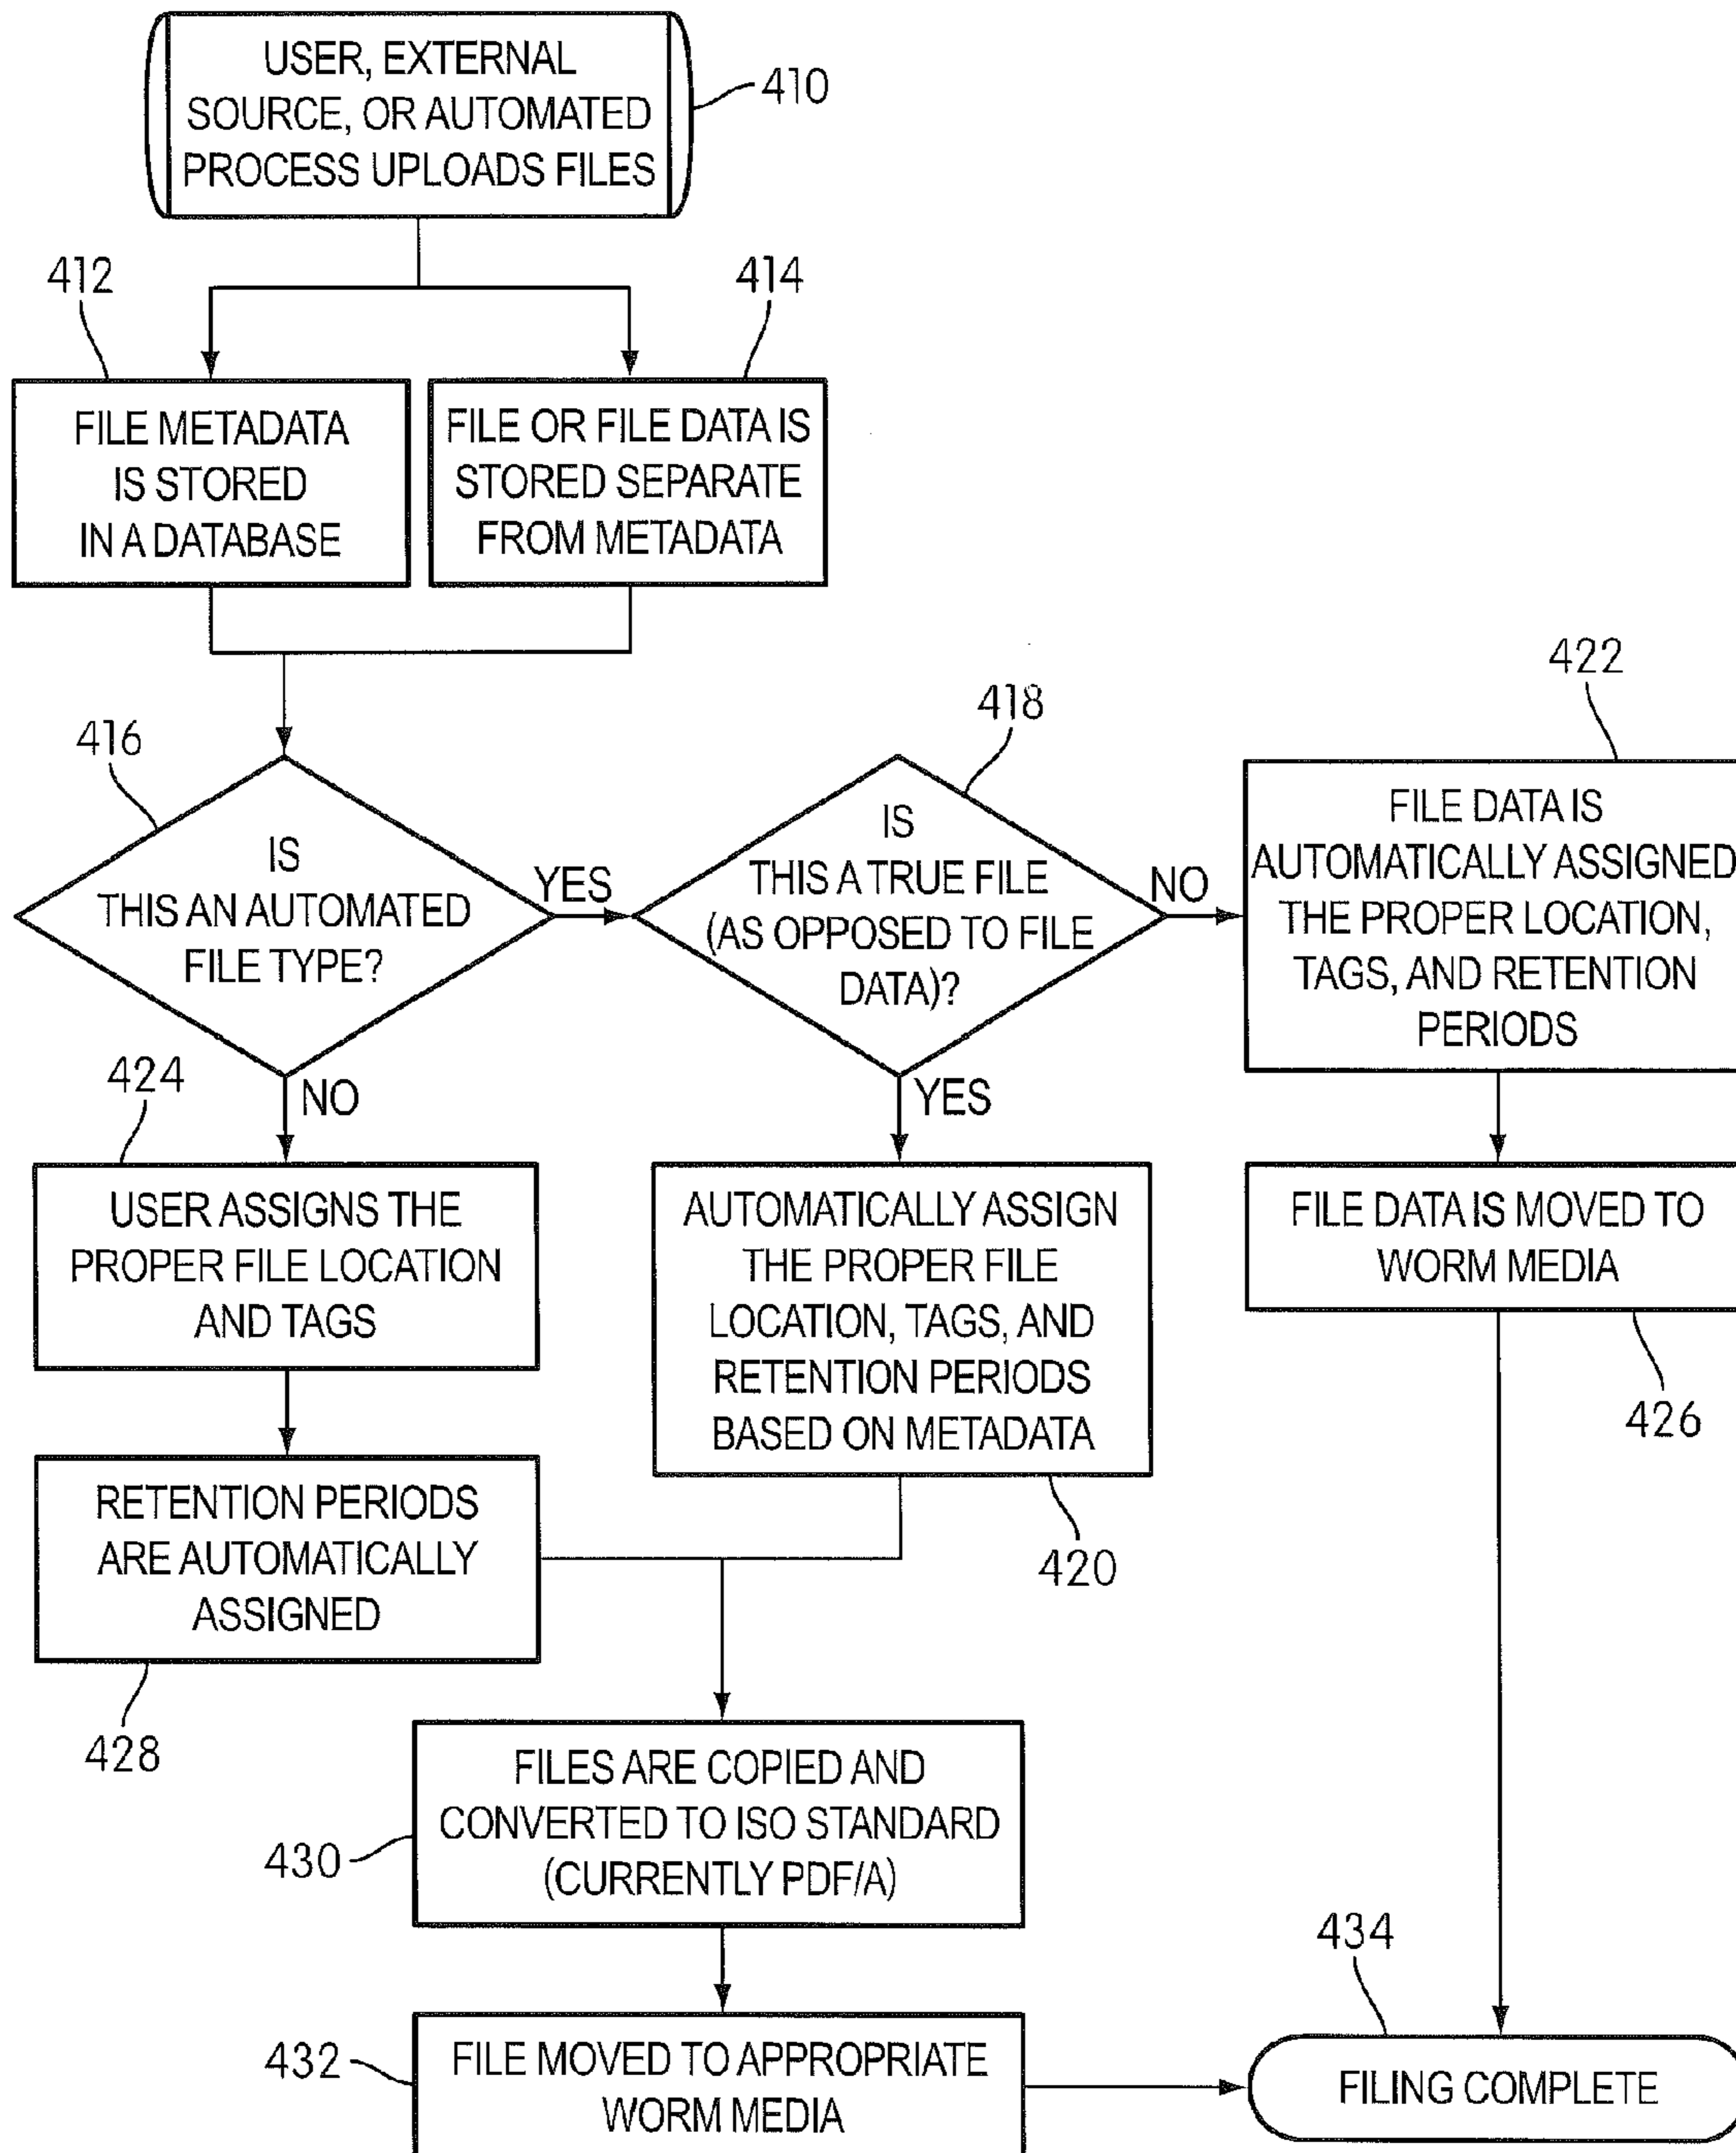 USER, EXTERNAL
SOURCE, OR AUTOMATED
PROCESS UPLOADS FILES
410
412
414
FILE METADATA
IS STORED
IN A DATABASE
FILE OR FILE DATA IS
STORED SEPARATE
FROM METADATA
416
418
422
IS
THIS AN AUTOMATED
FILE TYPE?
YES
IS
THIS A TRUE FILE
(AS OPPOSED TO FILE
DATA)?
NO
FILE DATA IS
AUTOMATICALLY ASSIGNED
THE PROPER LOCATION,
TAGS, AND RETENTION
PERIODS
424
NO
YES
USER ASSIGNS THE
PROPER FILE LOCATION
AND TAGS
AUTOMATICALLY ASSIGN
THE PROPER FILE
LOCATION, TAGS, AND
RETENTION PERIODS
BASED ON METADATA
FILE DATA IS MOVED TO
WORM MEDIA
426
RETENTION PERIODS
ARE AUTOMATICALLY
ASSIGNED
420
428
FILES ARE COPIED AND
CONVERTED TO ISO STANDARD
(CURRENTLY PDF/A)
430
434
432
FILE MOVED TO APPROPRIATE
WORM MEDIA
FILING COMPLETE